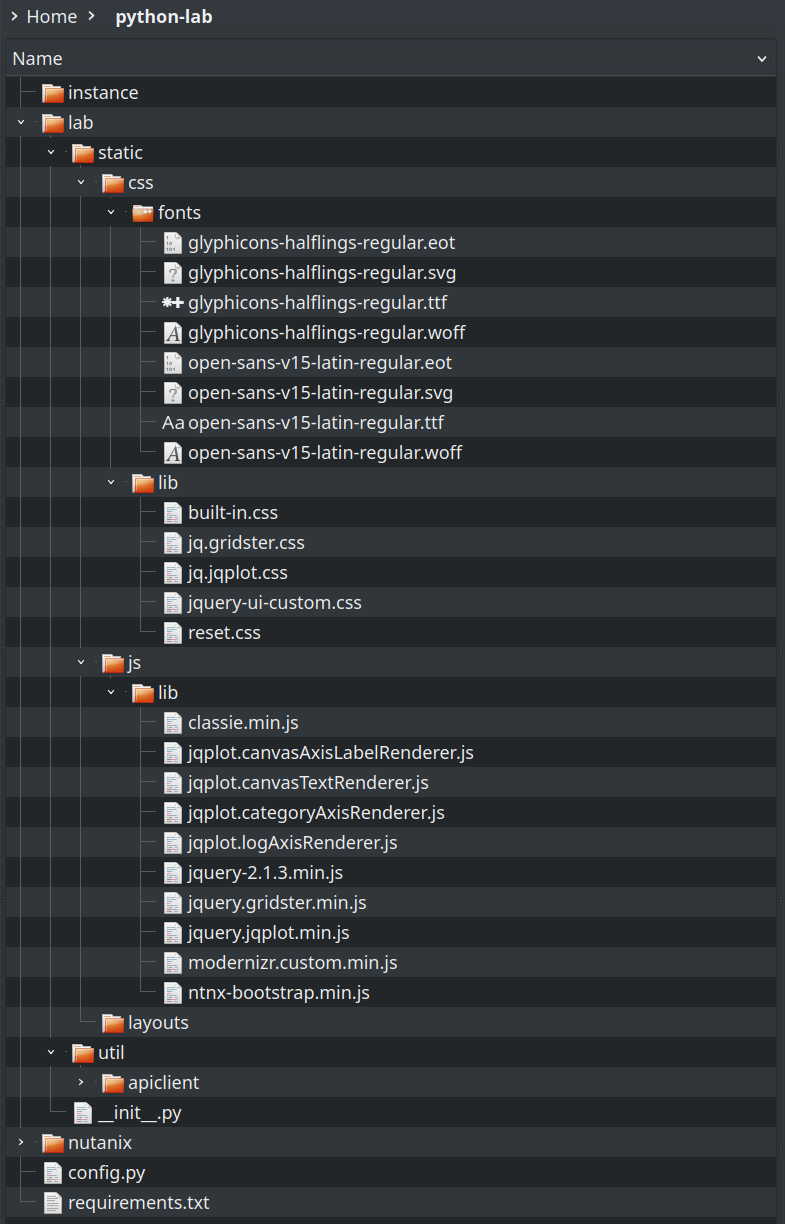 Home python-lab
Name
instance
lab
static
css
fonts
glyphicons-halflings-regular.eot
glyphicons-halflings-regular.svg
glyphicons-halflings-regular.ttf
glyphicons-halflings-regular.woff
open-sans-v15-latin-regular.eot
open-sans-v15-latin-regular.svg
Aa open-sans-v15-latin-regular.ttf
open-sans-v15-latin-regular.woff
lib
built-in.css
jq.gridster.css
jq.jqplot.css
jquery-ui-custom.css
reset.css
js
lib
classie.min.js
jqplot.canvasAxisLabelRenderer.js
jqplot.canvasTextRenderer.js
jqplot.categoryAxisRenderer.js
jqplot.logAxisRenderer.js
jquery-2.1.3.min.js
jquery.gridster.min.js
jquery.jqplot.min.js
modernizr.custom.min.js
ntnx-bootstrap.min.js
layouts
util
apiclient
__init__.py
nutanix
config.py
requirements.txt